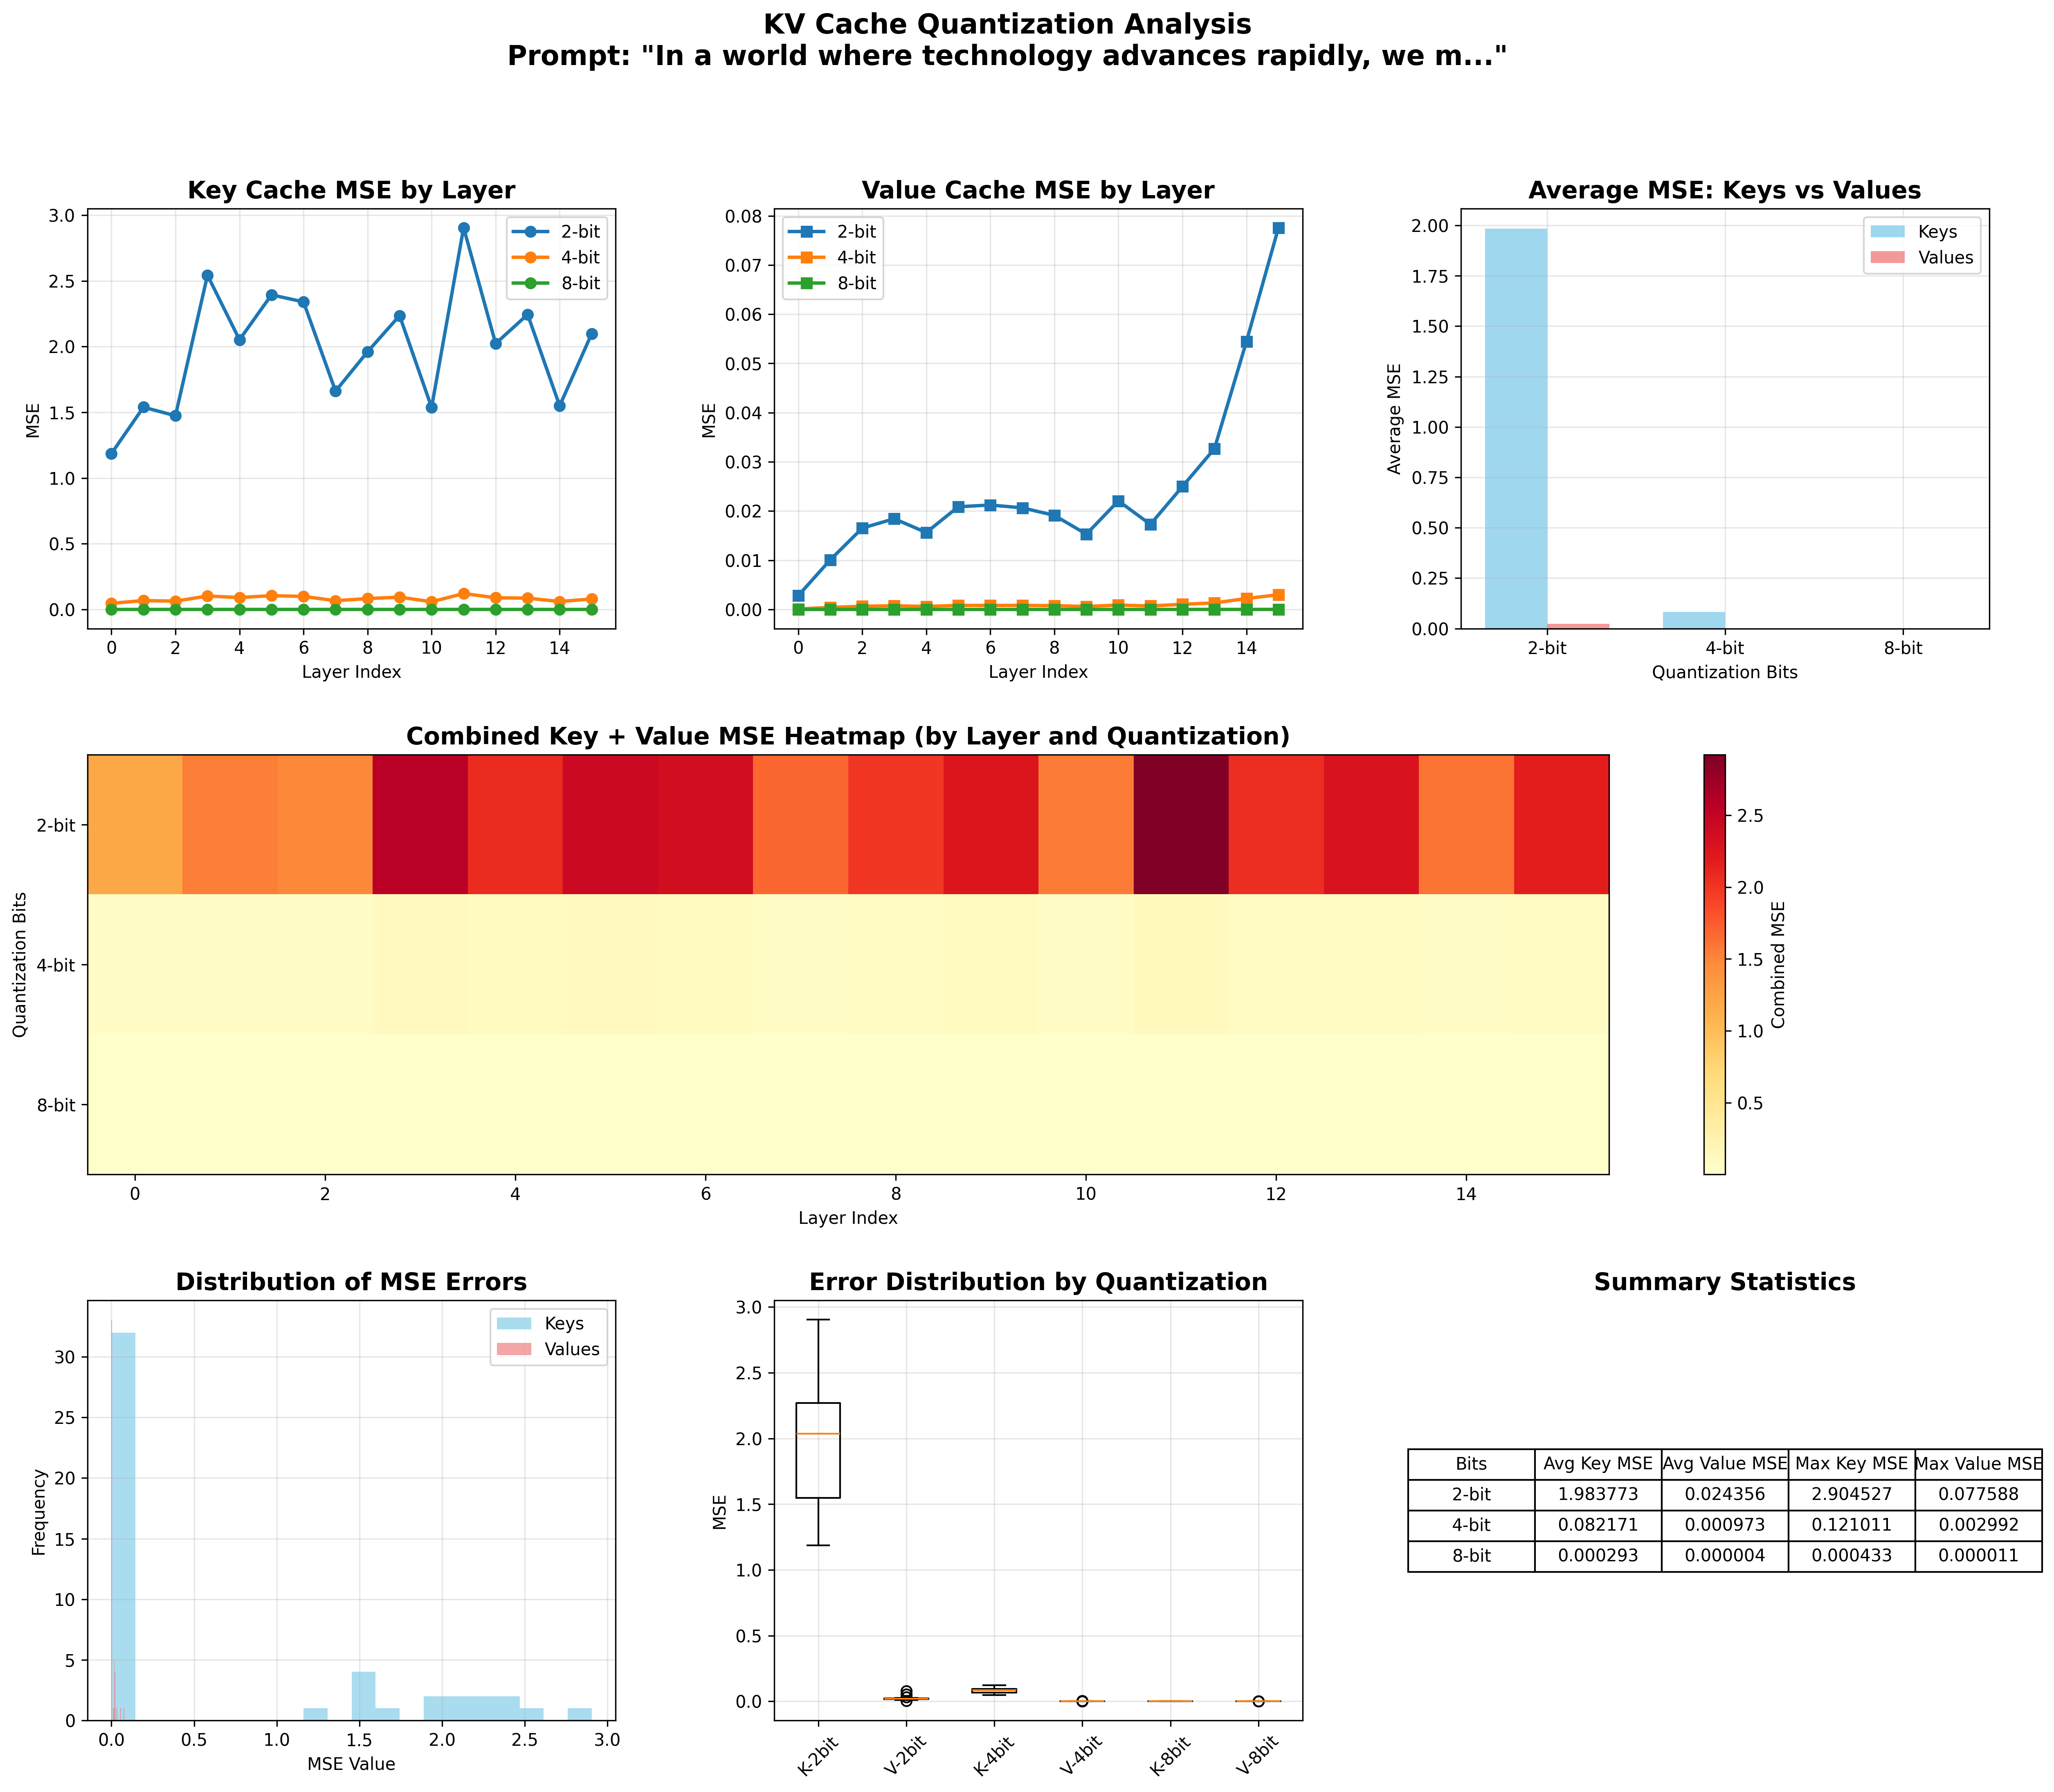 KV Cache Quantization Analysis
Prompt: "In a world where technology advances rapidly, we m..."
Key Cache MSE by Layer
MSE
3.0
2.5
2.0
1.5
1.0
0.5
0.0
2-bit
4-bit
8-bit
0 2 4 6 8 10 12 14
Layer Index
Value Cache MSE by Layer
MSE
0.08
0.07
0.06
0.05
0.04
0.03
0.02
0.01
0.00
2-bit
4-bit
8-bit
0 2 4 6 8 10 12 14
Layer Index
Average MSE: Keys vs Values
Average MSE
2.00
1.75
1.50
1.25
1.00
0.75
0.50
0.25
0.00
Keys
Values
2-bit 4-bit 8-bit
Quantization Bits
Combined Key + Value MSE Heatmap (by Layer and Quantization)
Quantization Bits
2-bit
4-bit
8-bit
0 2 4 6 8 10 12 14
Layer Index
2.5
2.0
1.5
1.0
0.5
Combined MSE
Distribution of MSE Errors
Frequency
30
25
20
15
10
5
0
Keys
Values
0.0 0.5 1.0 1.5 2.0 2.5 3.0
MSE Value
Error Distribution by Quantization
MSE
3.0
2.5
2.0
1.5
1.0
0.5
0.0
K-2bit V-2bit K-4bit V-4bit K-8bit V-8bit
Summary Statistics
Bits Avg Key MSE Avg Value MSE Max Key MSE Max Value MSE
2-bit 1.983773 0.024356 2.904527 0.077588
4-bit 0.082171 0.000973 0.121011 0.002992
8-bit 0.000293 0.000004 0.000433 0.000011